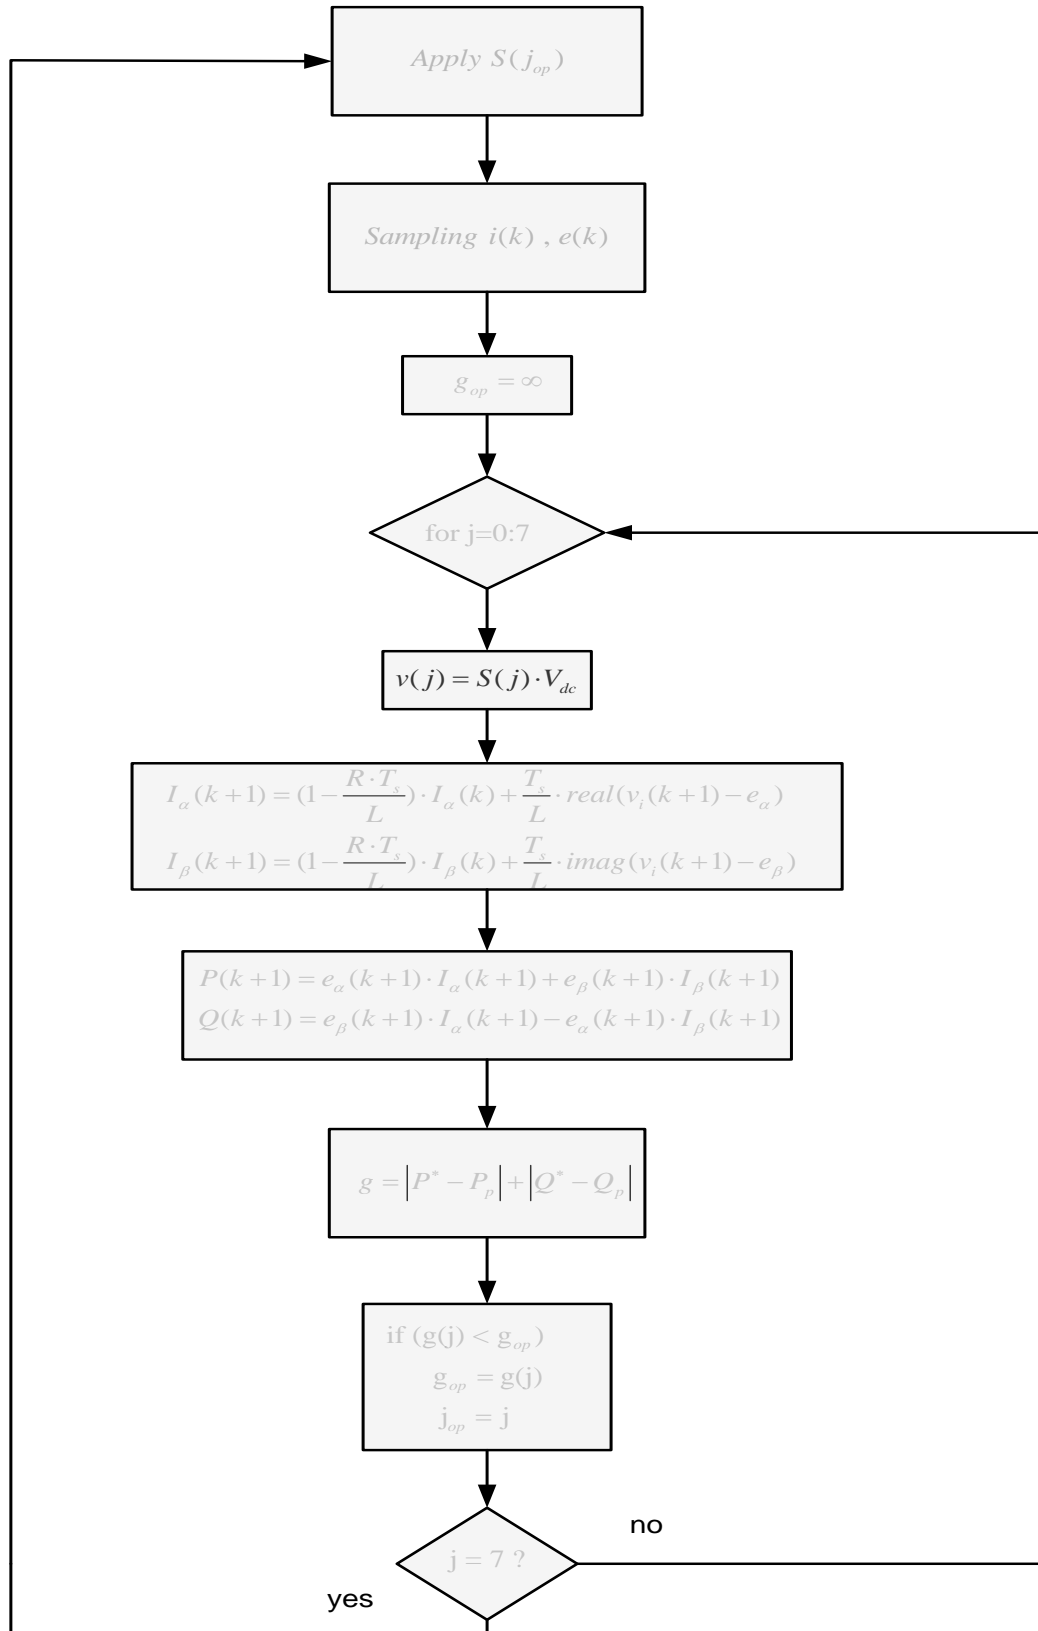 Apply S(j_op)
Sampling i(k) , e(k)
g_op = ∞
for j=0:7
v(j) = S(j)·V_dc
I_α(k+1) = (1 − R·T_s/L)·I_α(k) + T_s/L·real(v_i(k+1) − e_α)
I_β(k+1) = (1 − R·T_s/L)·I_β(k) + T_s/L·imag(v_i(k+1) − e_β)
P(k+1) = e_α(k+1)·I_α(k+1) + e_β(k+1)·I_β(k+1)
Q(k+1) = e_β(k+1)·I_α(k+1) − e_α(k+1)·I_β(k+1)
g = |P* − P_p| + |Q* − Q_p|
if (g(j) < g_op)
g_op = g(j)
j_op = j
no
j = 7 ?
yes